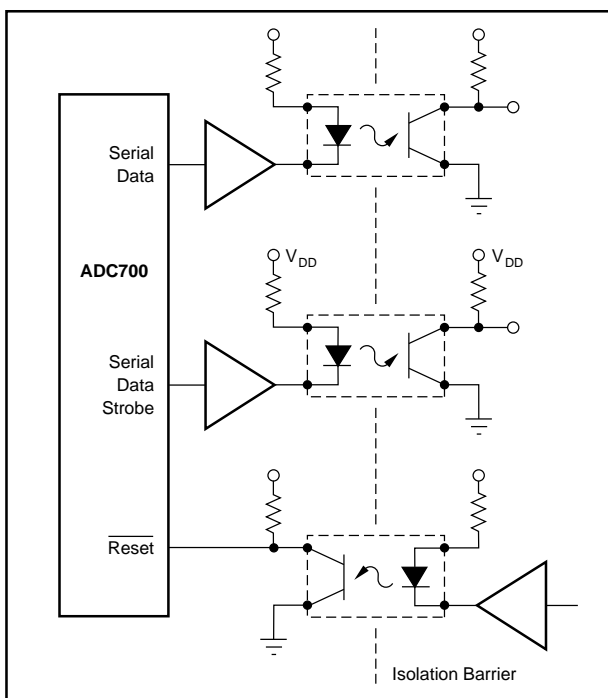 Serial
Data
ADC700
V_DD
V_DD
Serial
Data
Strobe
Reset
Isolation Barrier